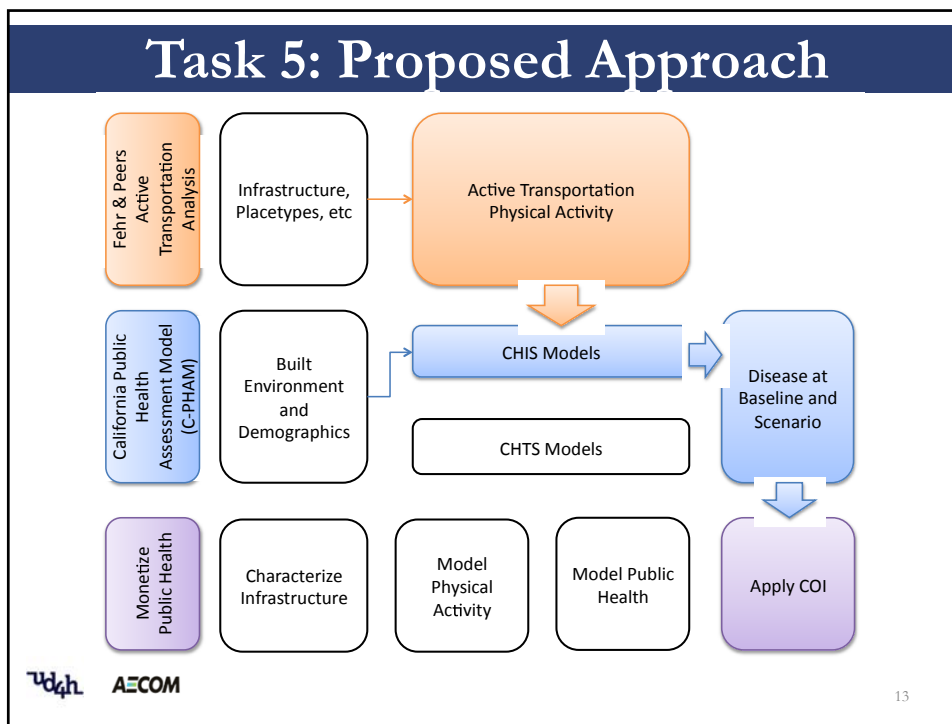 Task 5: Proposed Approach
Fehr & Peers
Active
Transportation
Analysis
Infrastructure,
Placetypes, etc
Active Transportation
Physical Activity
California Public
Health
Assessment Model
(C-PHAM)
Built
Environment
and
Demographics
CHIS Models
CHTS Models
Disease at
Baseline and
Scenario
Monetize
Public Health
Characterize
Infrastructure
Model
Physical
Activity
Model Public
Health
Apply COI
ud4h
AECOM
13